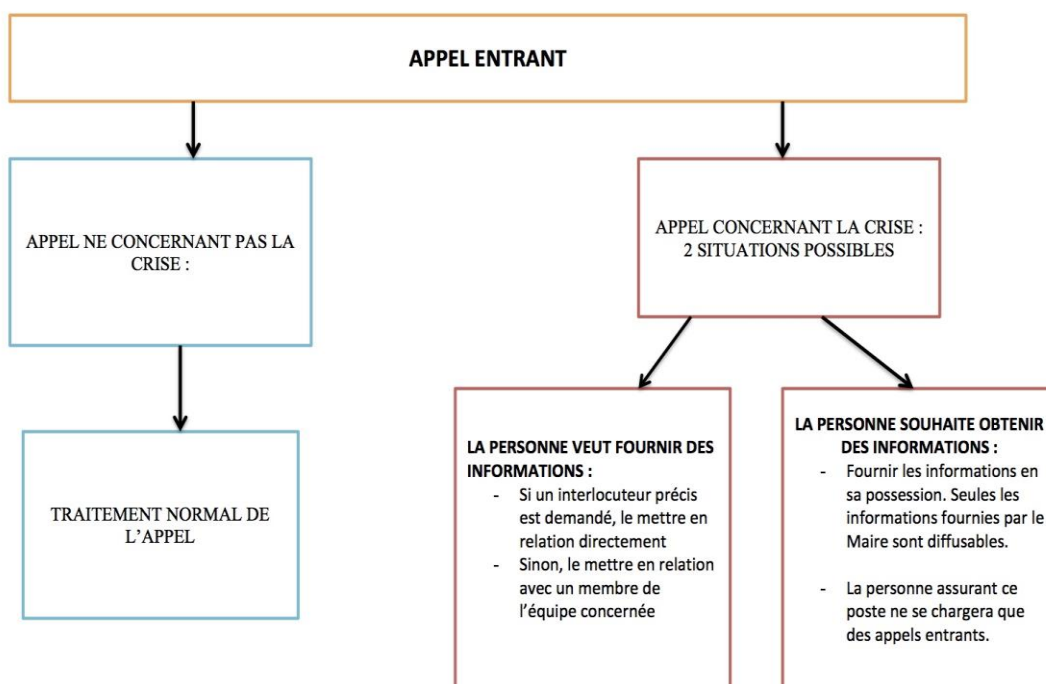 APPEL ENTRANT
APPEL NE CONCERNANT PAS LA
CRISE :
APPEL CONCERNANT LA CRISE :
2 SITUATIONS POSSIBLES
TRAITEMENT NORMAL DE
L’APPEL
LA PERSONNE VEUT FOURNIR DES
INFORMATIONS :
- Si un interlocuteur précis
est demandé, le mettre en
relation directement
- Sinon, le mettre en relation
avec un membre de
l’équipe concernée
LA PERSONNE SOUHAITE OBTENIR
DES INFORMATIONS :
- Fournir les informations en
sa possession. Seules les
informations fournies par le
Maire sont diffusables.
- La personne assurant ce
poste ne se chargera que
des appels entrants.